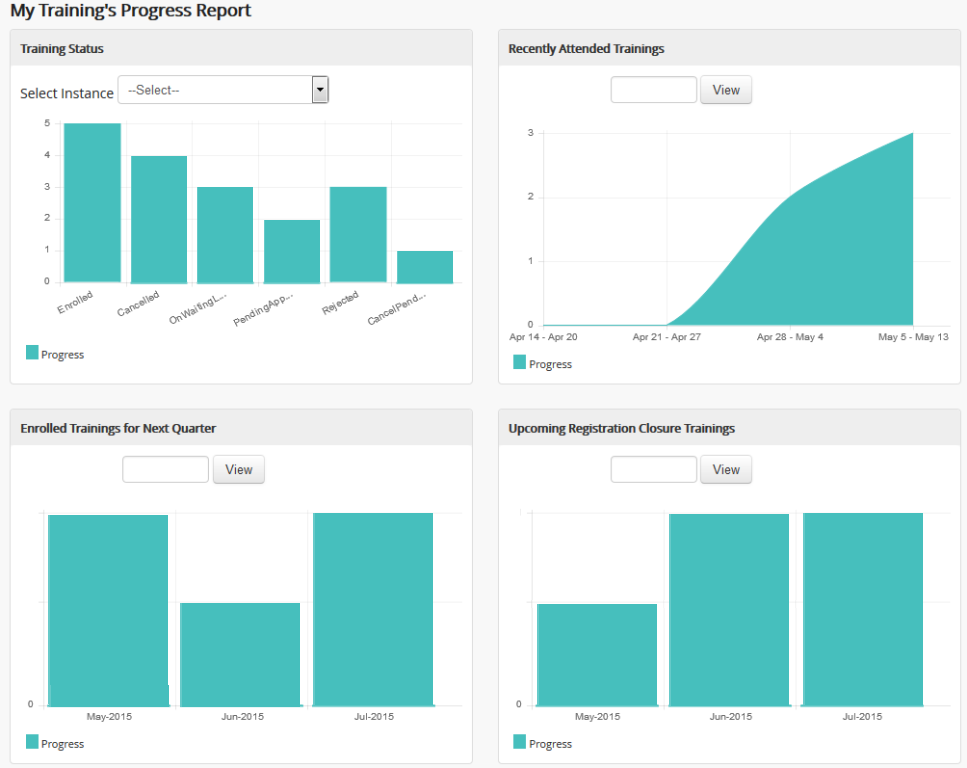 My Training's Progress Report
Training Status
Select Instance --Select--
5
4
3
2
1
0
Enrolled Cancelled OnWaitingL... PendingApp... Rejected CancelPend...
Progress
Recently Attended Trainings
View
3
2
1
0
Apr 14 - Apr 20 Apr 21 - Apr 27 Apr 28 - May 4 May 5 - May 13
Progress
Enrolled Trainings for Next Quarter
View
0
May-2015 Jun-2015 Jul-2015
Progress
Upcoming Registration Closure Trainings
View
0
May-2015 Jun-2015 Jul-2015
Progress